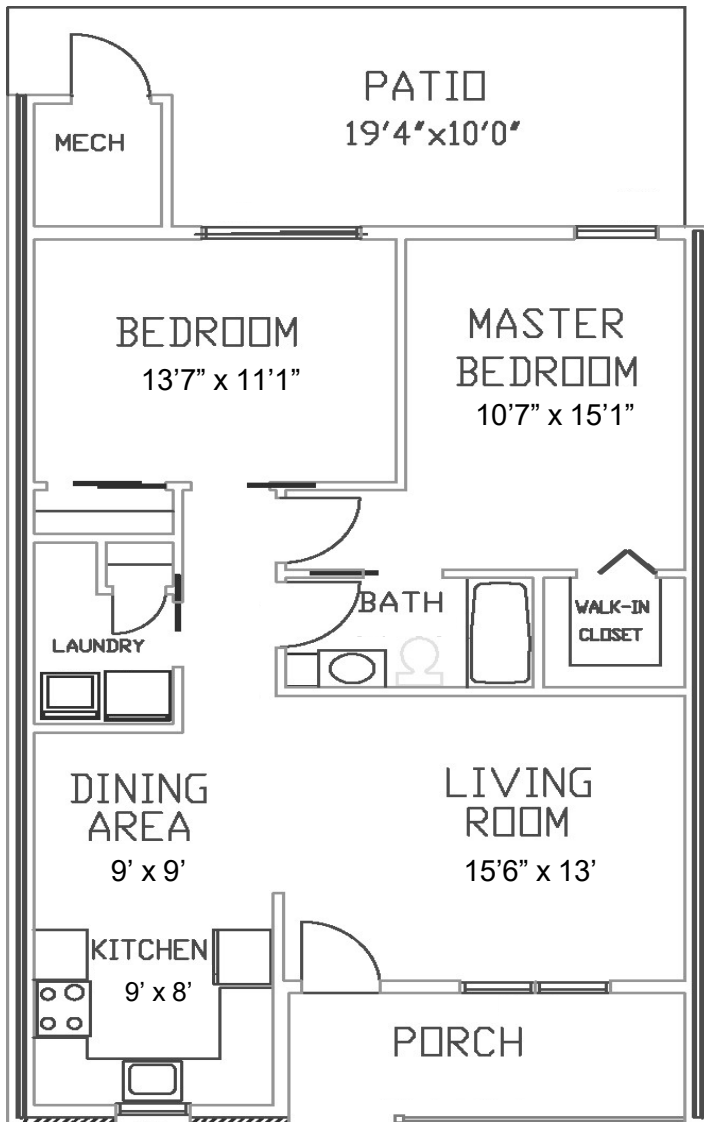 PATIO
19'4"x10'0"
MECH
BEDROOM
13’7” x 11’1”
MASTER
BEDROOM
10’7” x 15’1”
BATH
WALK-IN
CLOSET
LAUNDRY
DINING
AREA
9’ x 9’
LIVING
ROOM
15’6” x 13’
KITCHEN
9’ x 8’
PORCH